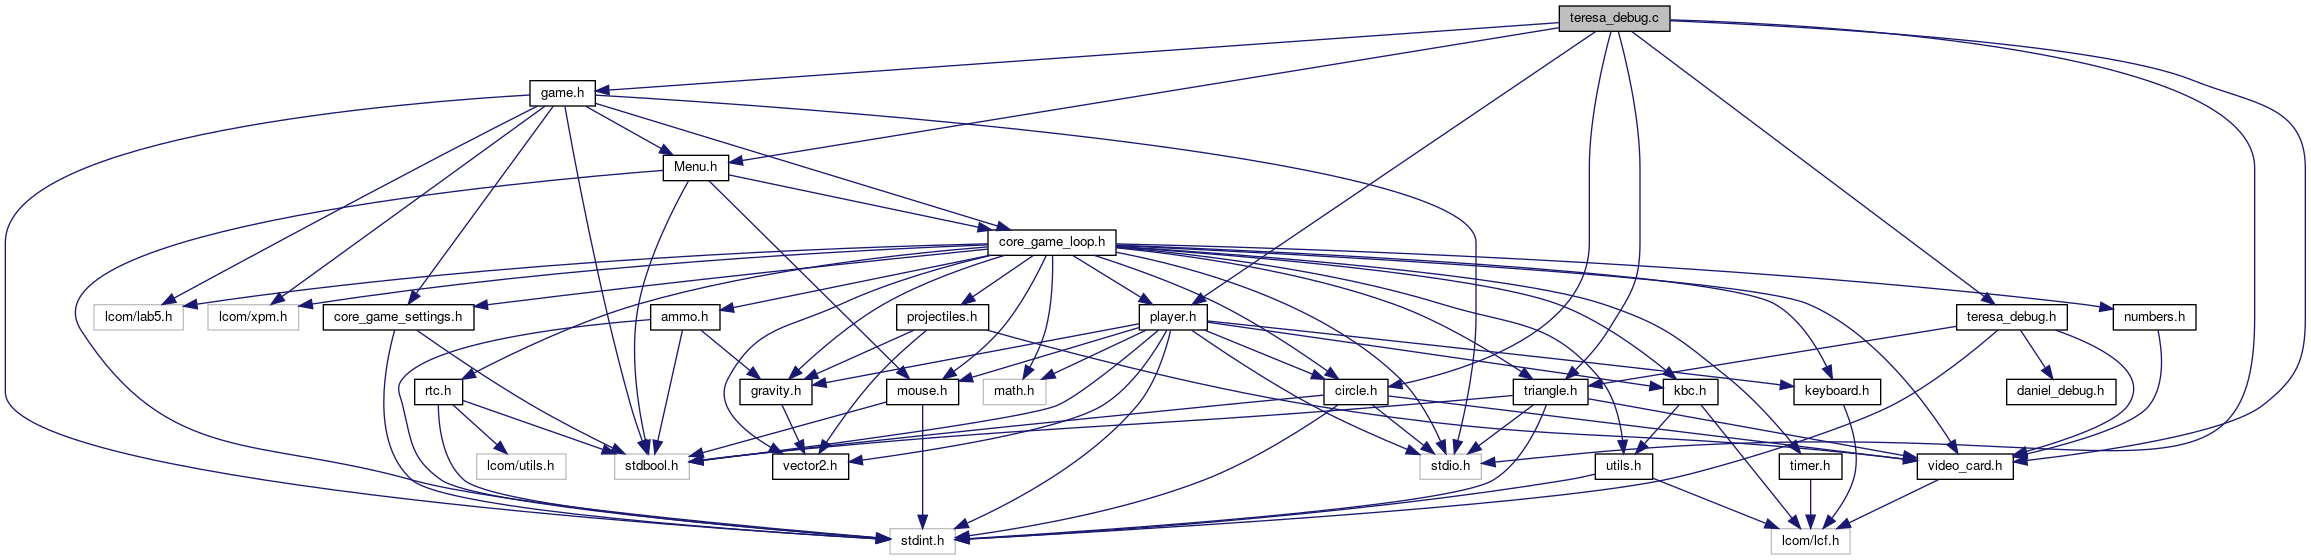 teresa_debug.c
game.h
Menu.h
core_game_loop.h
lcom/lab5.h
lcom/xpm.h
core_game_settings.h
ammo.h
projectiles.h
player.h
teresa_debug.h
numbers.h
rtc.h
gravity.h
mouse.h
math.h
circle.h
triangle.h
kbc.h
keyboard.h
daniel_debug.h
lcom/utils.h
stdbool.h
vector2.h
stdio.h
utils.h
timer.h
video_card.h
stdint.h
lcom/lcf.h